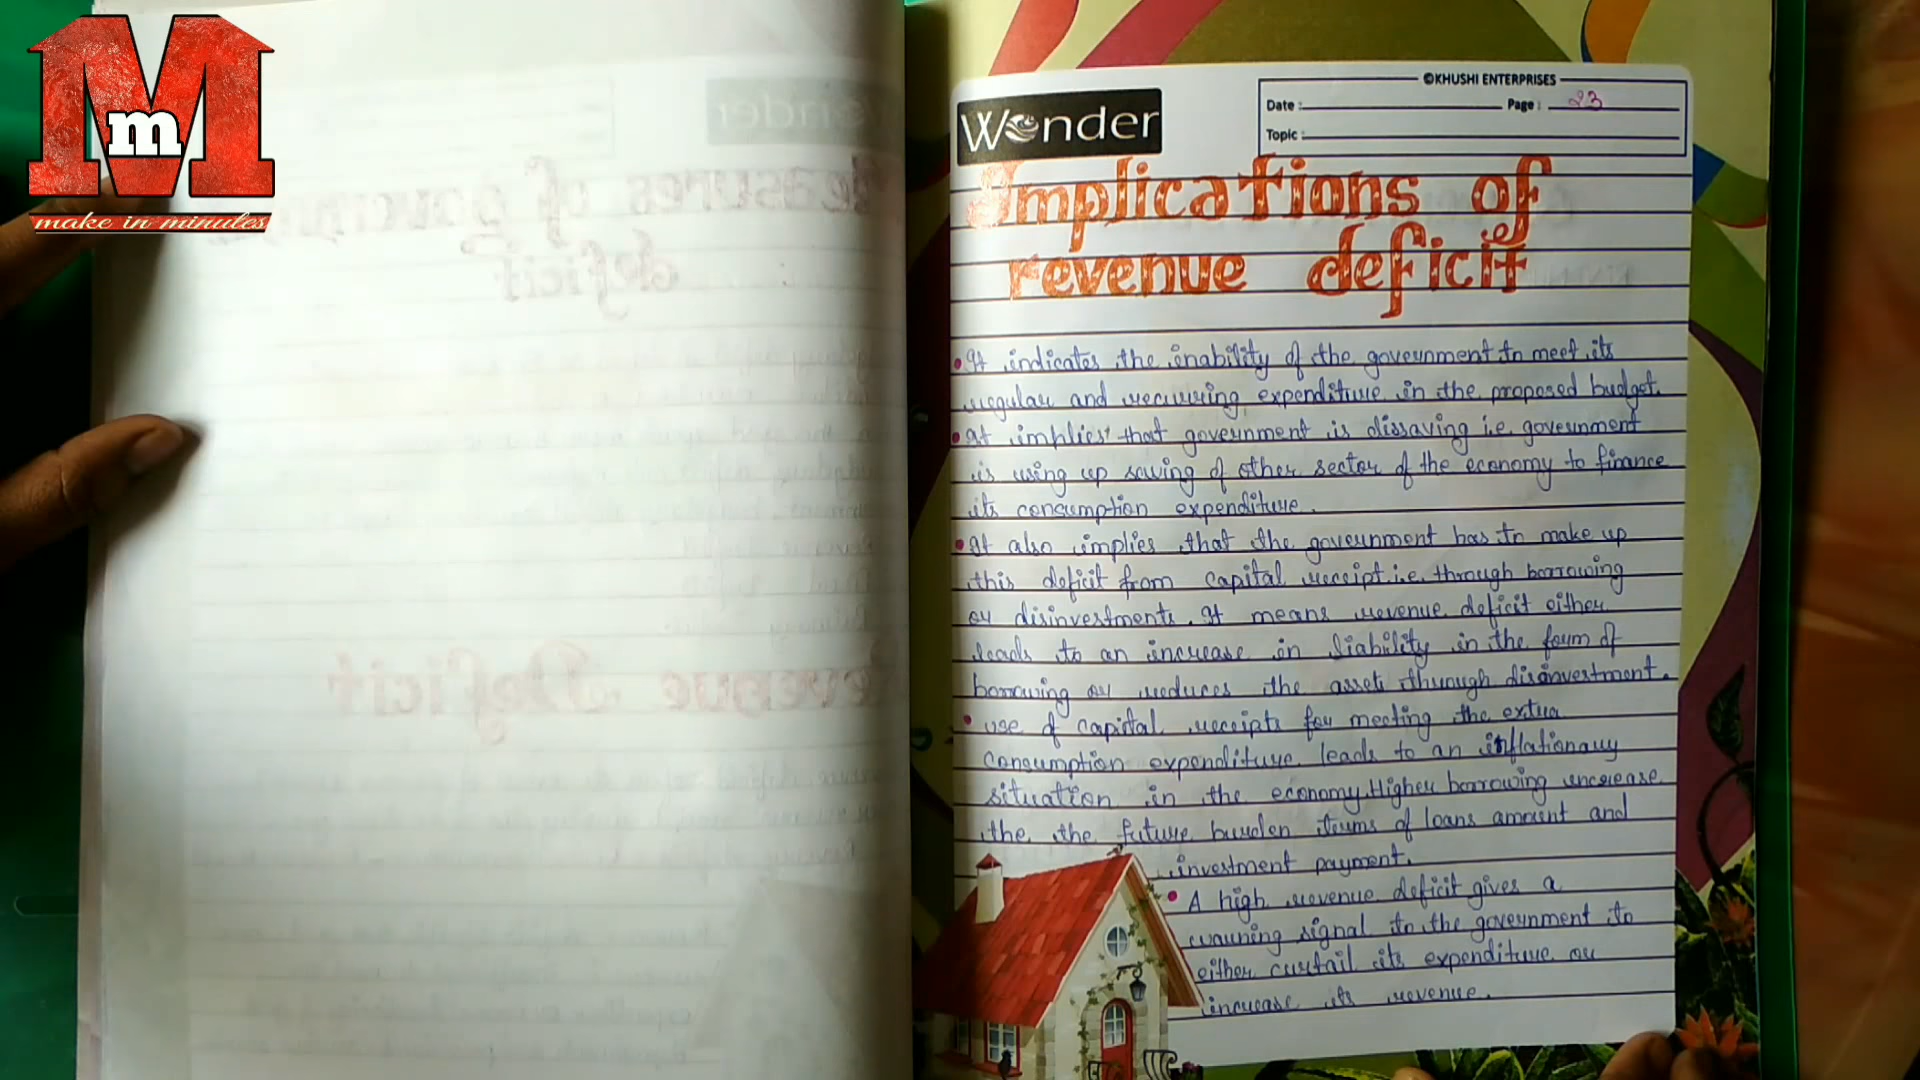 Mm
make in minutes
©KHUSHI ENTERPRISES
Wonder
Date : Page : 23
Topic :
Implications of
revenue deficit
• It indicates the inability of the government to meet its
regular and recurring expenditure in the proposed budget.
• It implies that government is dissaving i.e. government
is using up saving of other sector of the economy to finance
its consumption expenditure.
• It also implies that the government has to make up
this deficit from capital receipt i.e. through borrowing
or disinvestments. It means revenue deficit either
leads to an increase in liability in the form of
borrowing or reduces the assets through disinvestment.
• use of capital receipts for meeting the extra
consumption expenditure leads to an inflationary
situation in the economy. Higher borrowing increase
the the future burden terms of loans amount and
investment payment.
• A high revenue deficit gives a
warning signal to the government to
either curtail its expenditure or
increase its revenue.